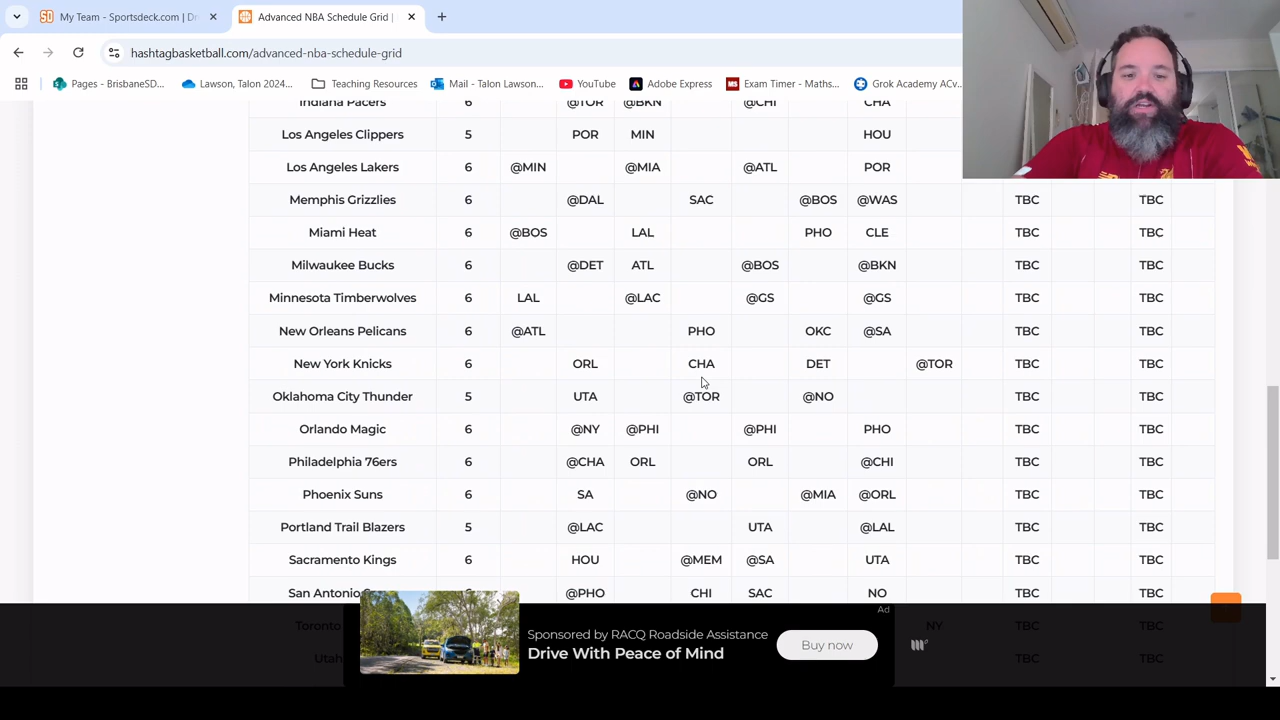 My Team - Sportsdeck.com | Dr
Advanced NBA Schedule Grid |
hashtagbasketball.com/advanced-nba-schedule-grid
Pages - BrisbaneSD... Lawson, Talon 2024... Teaching Resources Mail - Talon Lawson... YouTube Adobe Express Exam Timer - Maths... Grok Academy ACv...
Indiana Pacers 6 @TOR @BKN @CHI CHA
Los Angeles Clippers 5 POR MIN HOU
Los Angeles Lakers 6 @MIN @MIA @ATL POR
Memphis Grizzlies 6 @DAL SAC @BOS @WAS TBC TBC
Miami Heat 6 @BOS LAL PHO CLE TBC TBC
Milwaukee Bucks 6 @DET ATL @BOS @BKN TBC TBC
Minnesota Timberwolves 6 LAL @LAC @GS @GS TBC TBC
New Orleans Pelicans 6 @ATL PHO OKC @SA TBC TBC
New York Knicks 6 ORL CHA DET @TOR TBC TBC
Oklahoma City Thunder 5 UTA @TOR @NO TBC TBC
Orlando Magic 6 @NY @PHI @PHI PHO TBC TBC
Philadelphia 76ers 6 @CHA ORL ORL @CHI TBC TBC
Phoenix Suns 6 SA @NO @MIA @ORL TBC TBC
Portland Trail Blazers 5 @LAC UTA @LAL TBC TBC
Sacramento Kings 6 HOU @MEM @SA UTA TBC TBC
San Antonio @PHO CHI SAC NO TBC TBC
Toronto NY TBC TBC
Utah TBC TBC
Ad
Sponsored by RACQ Roadside Assistance
Drive With Peace of Mind
Buy now